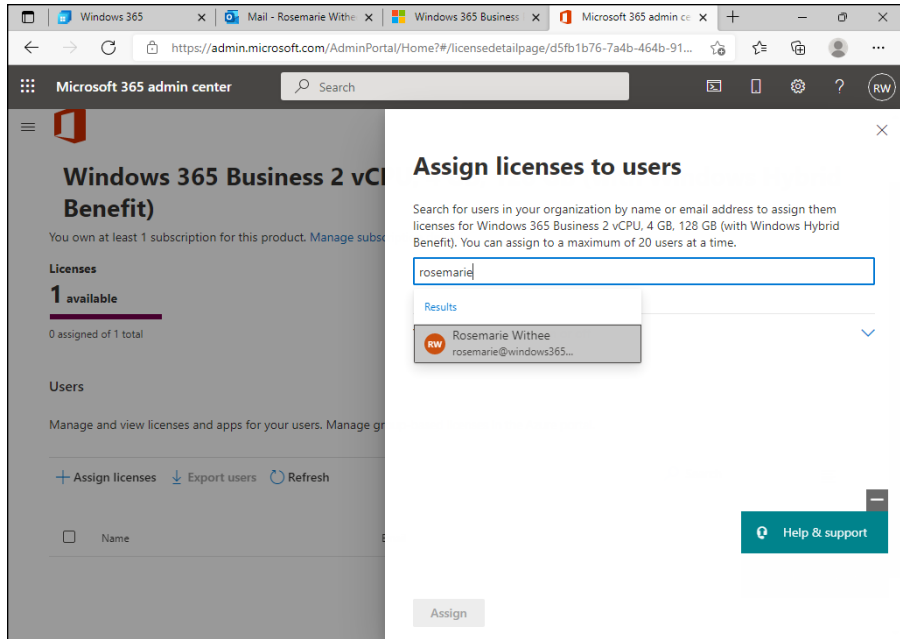 Windows 365
Mail - Rosemarie Withe
Windows 365 Business
Microsoft 365 admin ce
https://admin.microsoft.com/AdminPortal/Home?#/licensedetailpage/d5fb1b76-7a4b-464b-91...
Microsoft 365 admin center
Search
RW
Windows 365 Business 2 vCP
Benefit)
You own at least 1 subscription for this product. Manage subsc
Licenses
1 available
0 assigned of 1 total
Users
Manage and view licenses and apps for your users. Manage gr
Assign licenses
Export users
Refresh
Name
E
Assign licenses to users
Search for users in your organization by name or email address to assign them
licenses for Windows 365 Business 2 vCPU, 4 GB, 128 GB (with Windows Hybrid
Benefit). You can assign to a maximum of 20 users at a time.
rosemarie
Results
RW
Rosemarie Withee
rosemarie@windows365...
Help & support
Assign